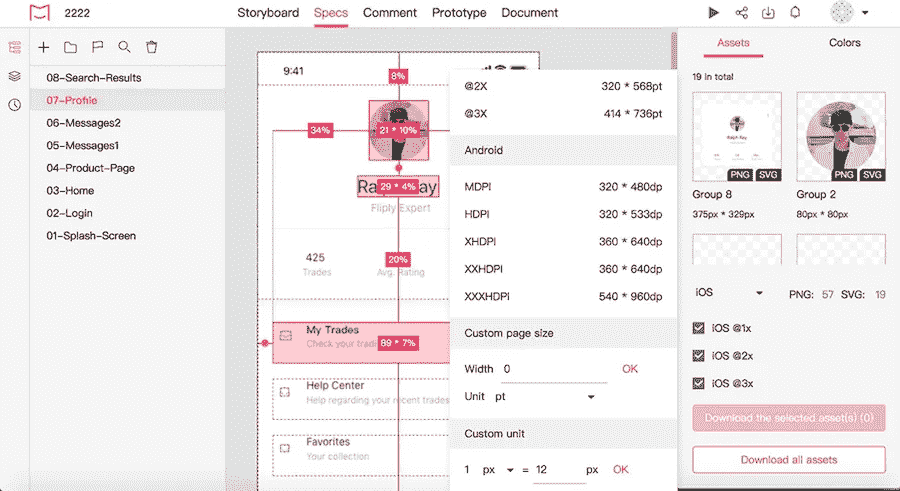 2222
Storyboard Specs Comment Prototype Document
08-Search-Results
07-Profile
06-Messages2
05-Messages1
04-Product-Page
03-Home
02-Login
01-Splash-Screen
9:41
8%
34%
21 * 10%
29 * 4%
Fliply Expert
425
Trades
20%
Avg. Rating
My Trades
Check your
89 * 7%
Help Center
Help regarding your recent trades
Favorites
Your collection
@2X 320 * 568pt
@3X 414 * 736pt
Android
MDPI 320 * 480dp
HDPI 320 * 533dp
XHDPI 360 * 640dp
XXHDPI 360 * 640dp
XXXHDPI 540 * 960dp
Custom page size
Width 0 OK
Unit pt
Custom unit
1 px = 12 px OK
Assets Colors
19 in total
Ralph Ray
PNG SVG PNG SVG
Group 8 Group 2
375px * 329px 80px * 80px
iOS PNG: 57 SVG: 19
iOS @1x
iOS @2x
iOS @3x
Download the selected asset(s) (0)
Download all assets